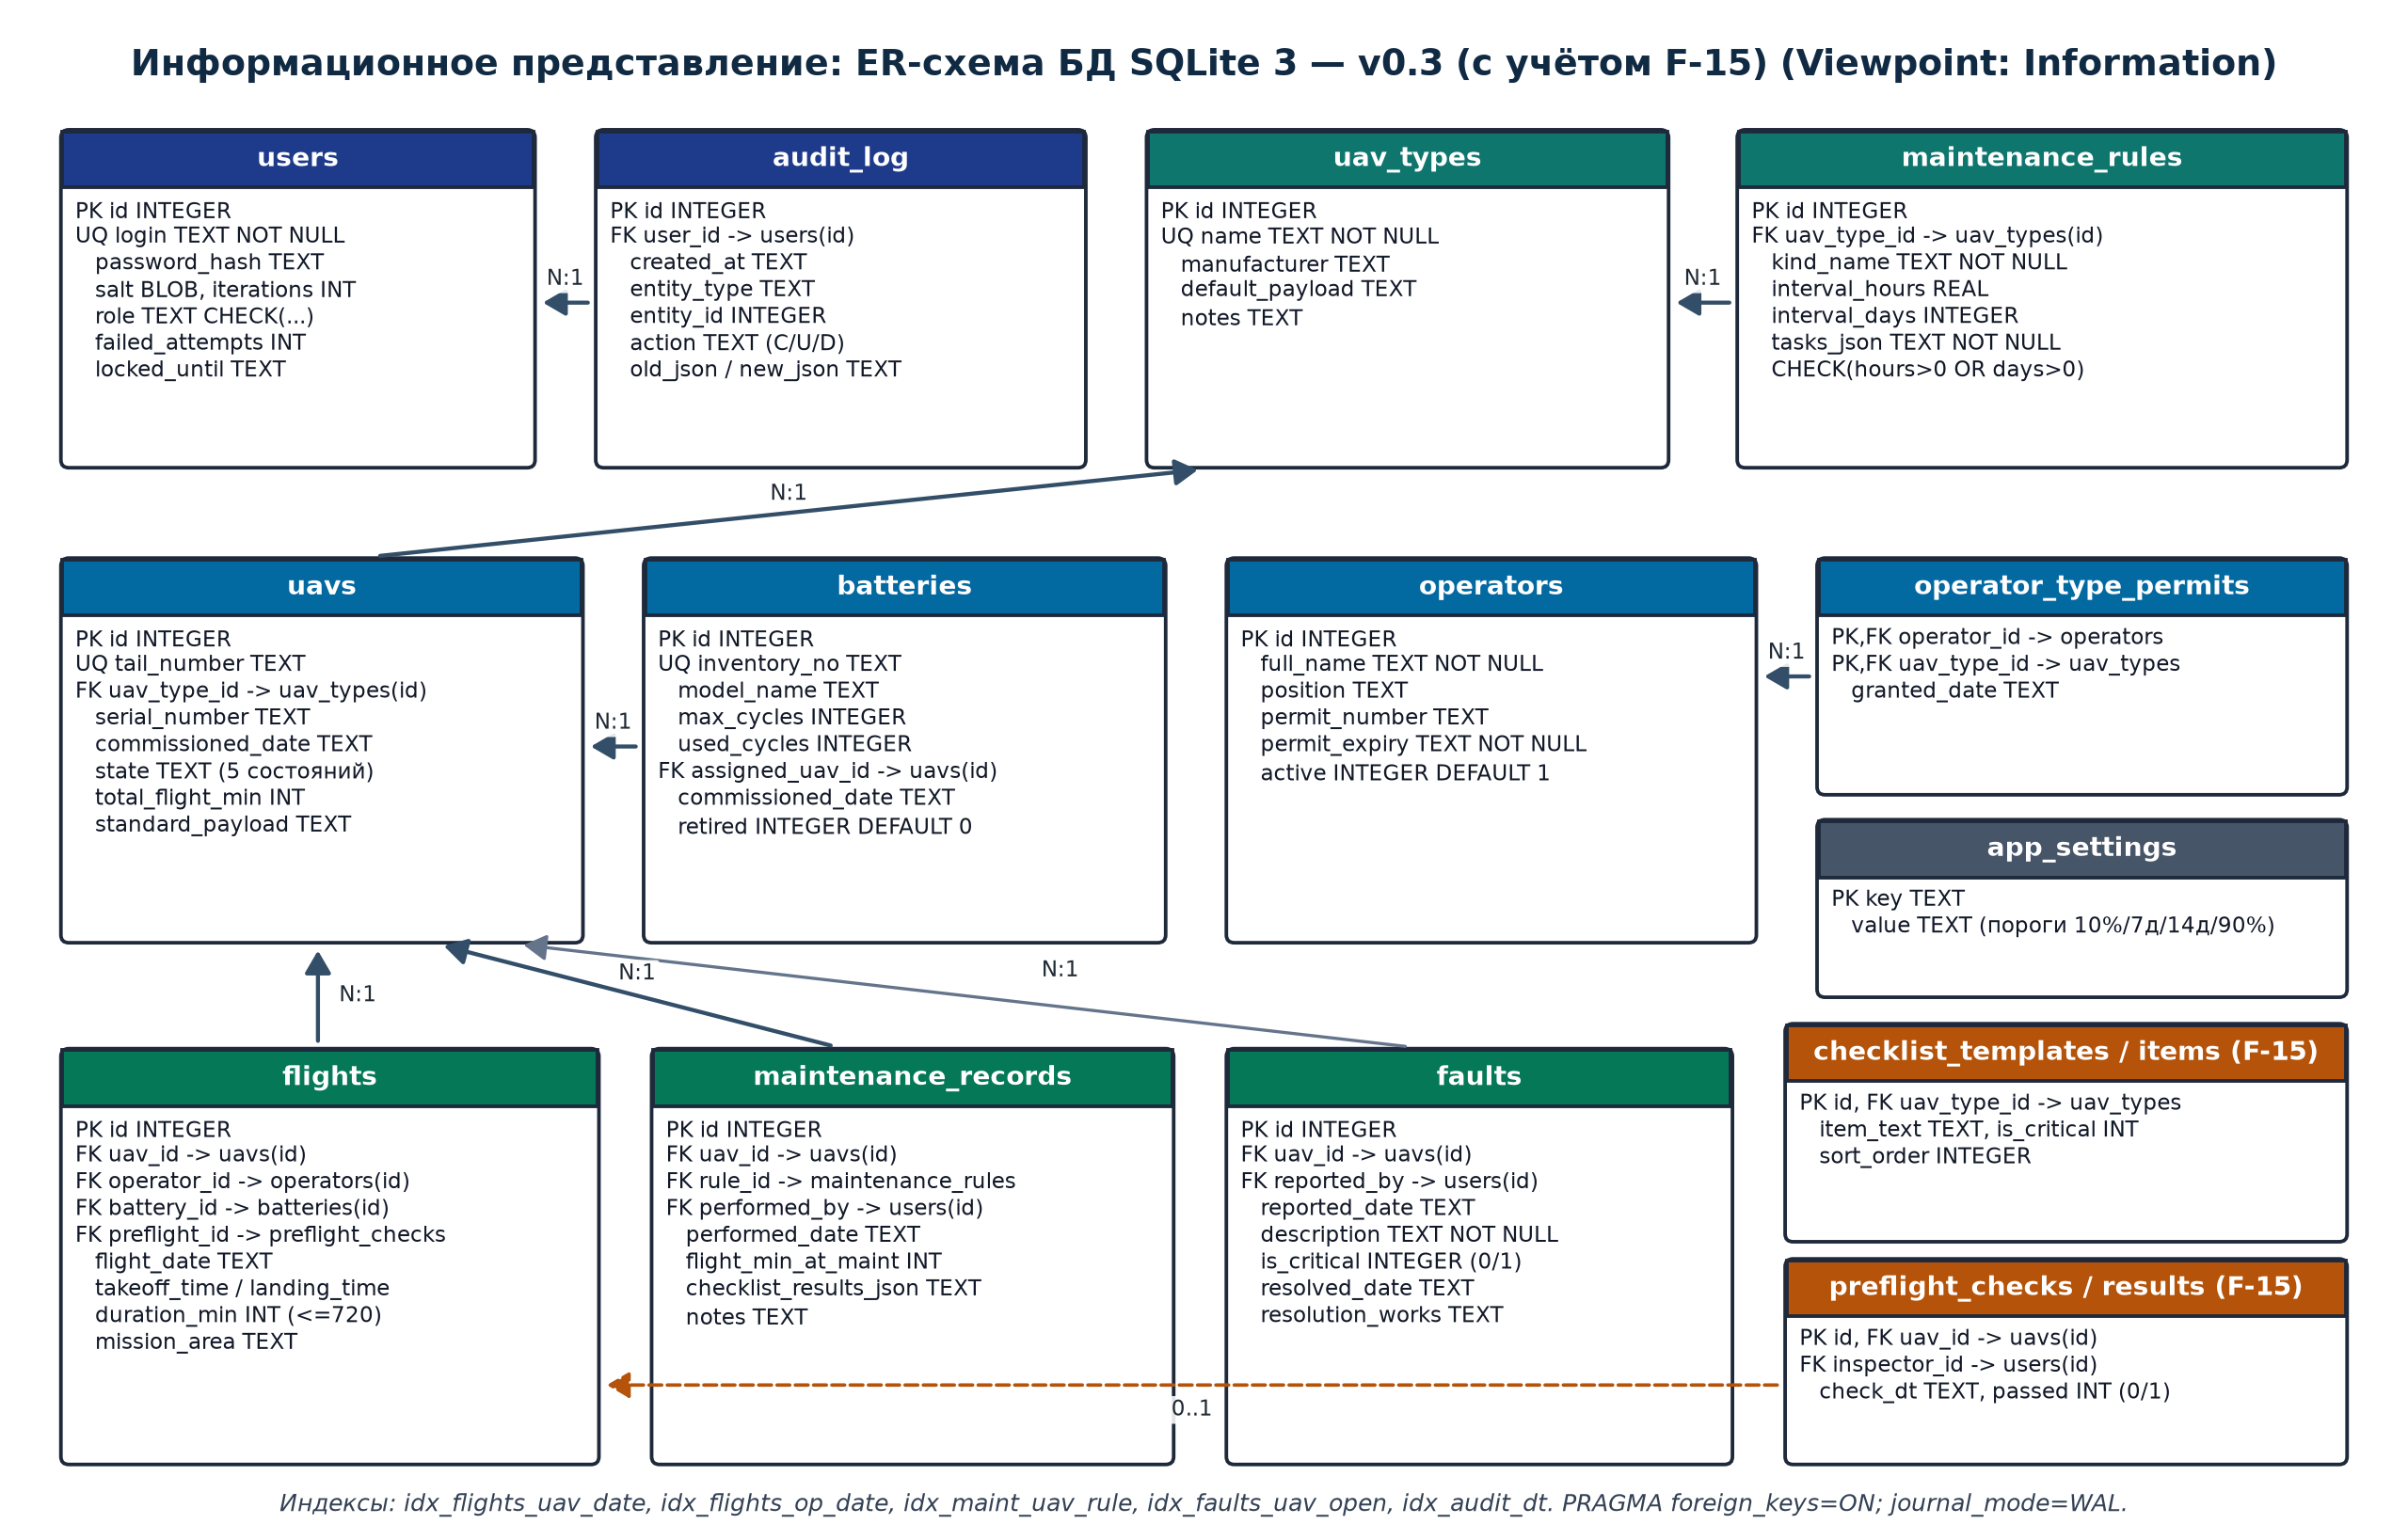 Информационное представление: ER-схема БД SQLite 3 — v0.3 (с учётом F-15) (Viewpoint: Information)
users
PK id INTEGER
UQ login TEXT NOT NULL
password_hash TEXT
salt BLOB, iterations INT
role TEXT CHECK(...)
failed_attempts INT
locked_until TEXT
N:1
audit_log
PK id INTEGER
FK user_id -> users(id)
created_at TEXT
entity_type TEXT
entity_id INTEGER
action TEXT (C/U/D)
old_json / new_json TEXT
uav_types
PK id INTEGER
UQ name TEXT NOT NULL
manufacturer TEXT
default_payload TEXT
notes TEXT
N:1
maintenance_rules
PK id INTEGER
FK uav_type_id -> uav_types(id)
kind_name TEXT NOT NULL
interval_hours REAL
interval_days INTEGER
tasks_json TEXT NOT NULL
CHECK(hours>0 OR days>0)
N:1
uavs
PK id INTEGER
UQ tail_number TEXT
FK uav_type_id -> uav_types(id)
serial_number TEXT
commissioned_date TEXT
state TEXT (5 состояний)
total_flight_min INT
standard_payload TEXT
N:1
batteries
PK id INTEGER
UQ inventory_no TEXT
model_name TEXT
max_cycles INTEGER
used_cycles INTEGER
FK assigned_uav_id -> uavs(id)
commissioned_date TEXT
retired INTEGER DEFAULT 0
operators
PK id INTEGER
full_name TEXT NOT NULL
position TEXT
permit_number TEXT
permit_expiry TEXT NOT NULL
active INTEGER DEFAULT 1
N:1
operator_type_permits
PK,FK operator_id -> operators
PK,FK uav_type_id -> uav_types
granted_date TEXT
app_settings
PK key TEXT
value TEXT (пороги 10%/7д/14д/90%)
N:1
N:1
N:1
flights
PK id INTEGER
FK uav_id -> uavs(id)
FK operator_id -> operators(id)
FK battery_id -> batteries(id)
FK preflight_id -> preflight_checks
flight_date TEXT
takeoff_time / landing_time
duration_min INT (<=720)
mission_area TEXT
maintenance_records
PK id INTEGER
FK uav_id -> uavs(id)
FK rule_id -> maintenance_rules
FK performed_by -> users(id)
performed_date TEXT
flight_min_at_maint INT
checklist_results_json TEXT
notes TEXT
faults
PK id INTEGER
FK uav_id -> uavs(id)
FK reported_by -> users(id)
reported_date TEXT
description TEXT NOT NULL
is_critical INTEGER (0/1)
resolved_date TEXT
resolution_works TEXT
checklist_templates / items (F-15)
PK id, FK uav_type_id -> uav_types
item_text TEXT, is_critical INT
sort_order INTEGER
preflight_checks / results (F-15)
PK id, FK uav_id -> uavs(id)
FK inspector_id -> users(id)
check_dt TEXT, passed INT (0/1)
0..1
Индексы: idx_flights_uav_date, idx_flights_op_date, idx_maint_uav_rule, idx_faults_uav_open, idx_audit_dt. PRAGMA foreign_keys=ON; journal_mode=WAL.